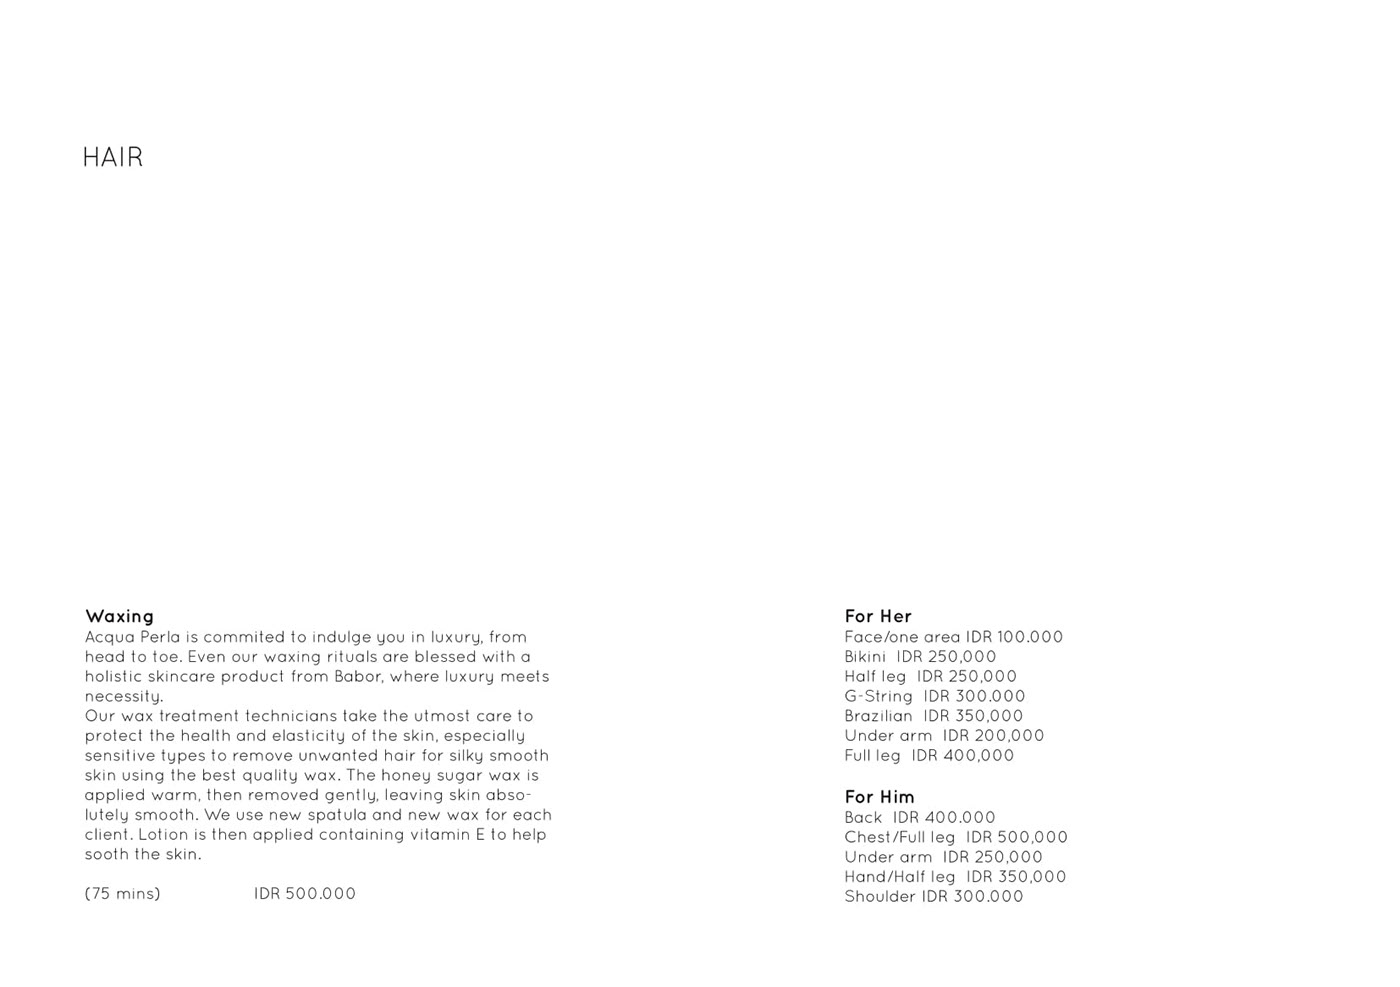 HAIR
Waxing
Acqua Perla is commited to indulge you in luxury, from
head to toe. Even our waxing rituals are blessed with a
holistic skincare product from Babor, where luxury meets
necessity.
Our wax treatment technicians take the utmost care to
protect the health and elasticity of the skin, especially
sensitive types to remove unwanted hair for silky smooth
skin using the best quality wax. The honey sugar wax is
applied warm, then removed gently, leaving skin abso-
lutely smooth. We use new spatula and new wax for each
client. Lotion is then applied containing vitamin E to help
sooth the skin.
(75 mins) IDR 500.000
For Her
Face/one area IDR 100.000
Bikini IDR 250,000
Half leg IDR 250,000
G-String IDR 300.000
Brazilian IDR 350,000
Under arm IDR 200,000
Full leg IDR 400,000
For Him
Back IDR 400.000
Chest/Full leg IDR 500,000
Under arm IDR 250,000
Hand/Half leg IDR 350,000
Shoulder IDR 300.000